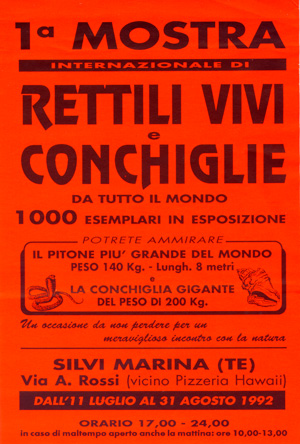 1a MOSTRA
INTERNAZIONALE DI
RETTILI VIVI
e
CONCHIGLIE
DA TUTTO IL MONDO
1000 ESEMPLARI IN ESPOSIZIONE
POTRETE AMMIRARE
IL PITONE PIU' GRANDE DEL MONDO
PESO 140 Kg. - Lungh. 8 metri
e
LA CONCHIGLIA GIGANTE
DEL PESO DI 200 Kg.
Un occasione da non perdere per un
meraviglioso incontro con la natura
SILVI MARINA (TE)
Via A. Rossi (vicino Pizzeria Hawaii)
DALL'11 LUGLIO AL 31 AGOSTO 1992
ORARIO 17,00 - 24,00
in caso di maltempo aperto anche la mattina: ore 10,00-13,00